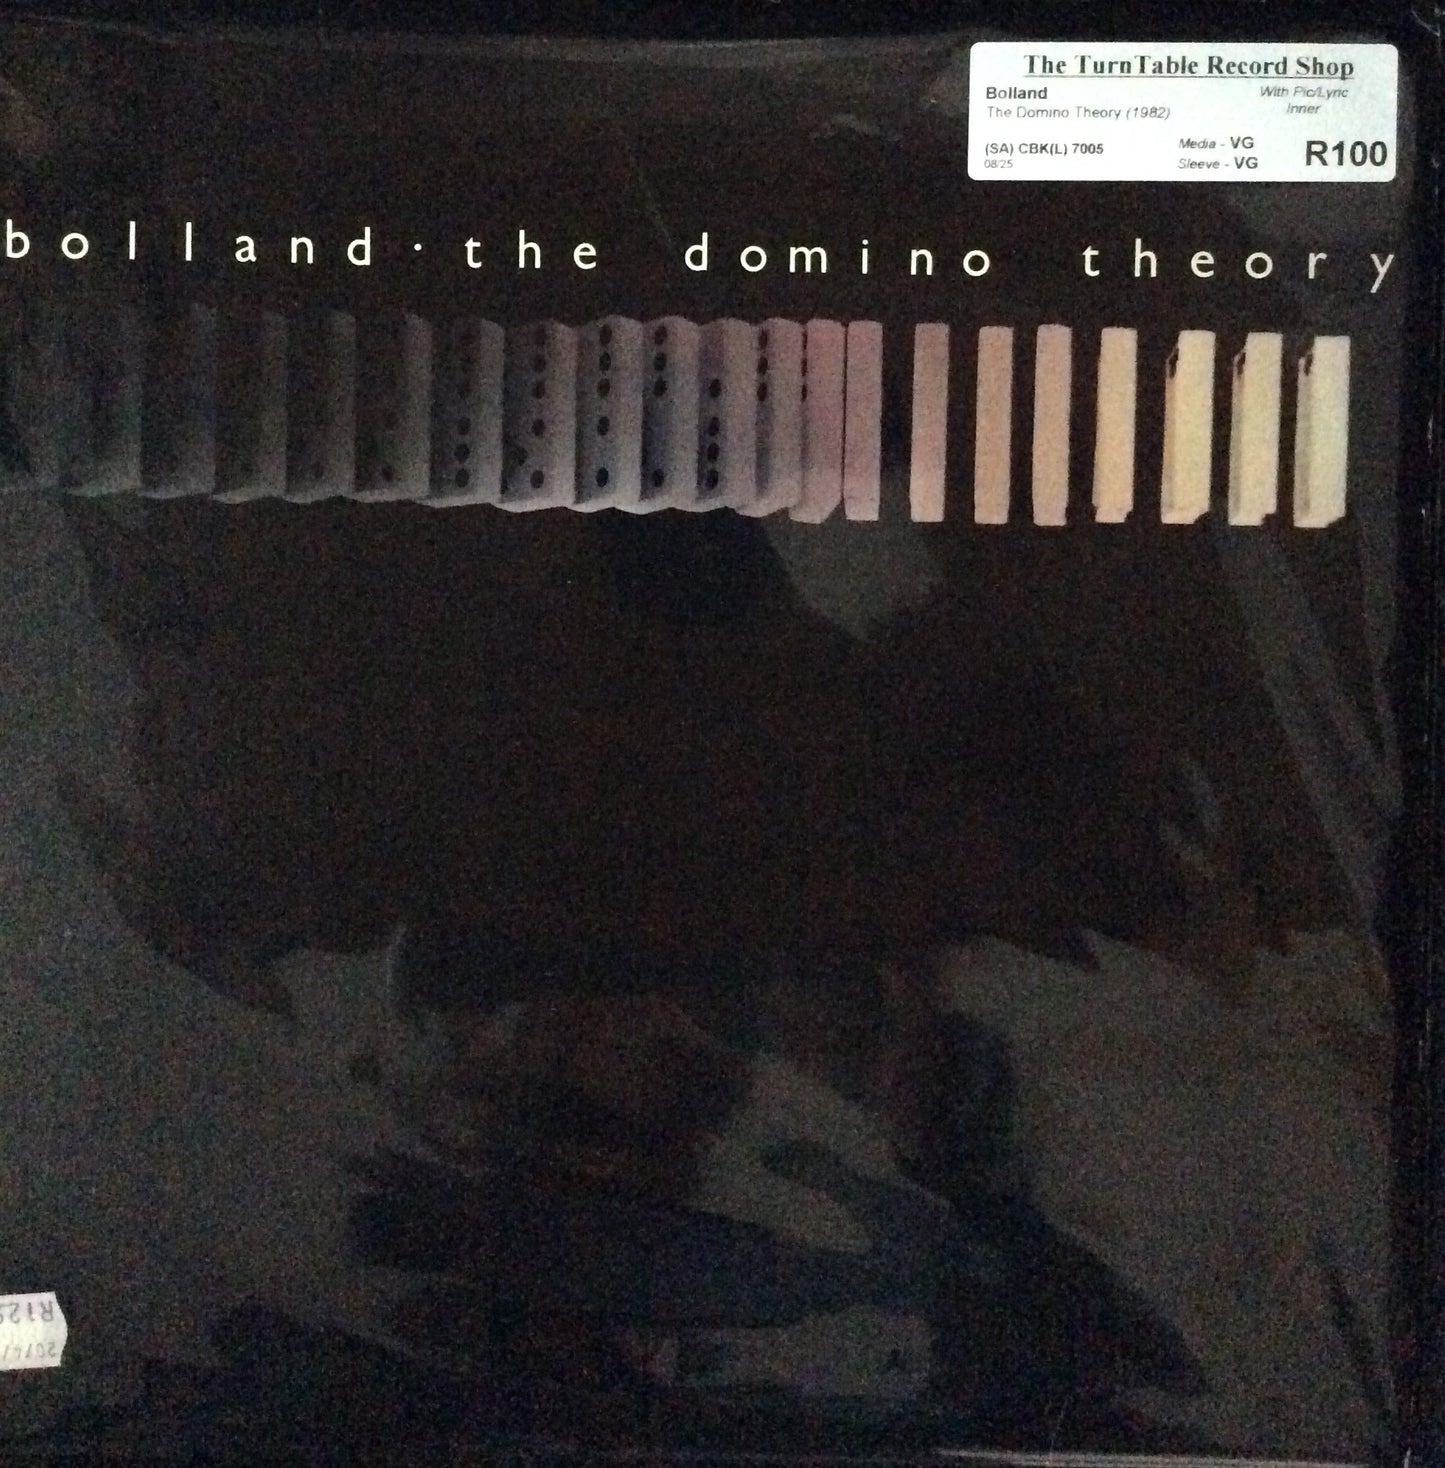 The TurnTable Record Shop
Bolland With Pic/Lyric
The Domino Theory (1982) Inner
(SA) CBK(L) 7005 Media - VG R100
08/25 Sleeve - VG
bolland · the domino theory